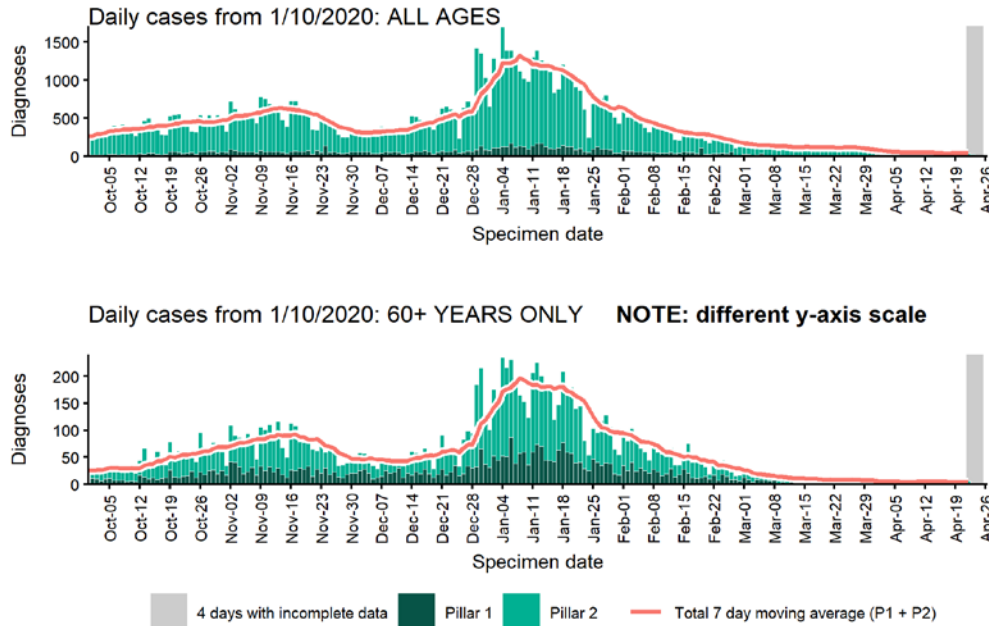 Daily cases from 1/10/2020: ALL AGES
Diagnoses
1500
1000
500
0
Oct-05
Oct-12
Oct-19
Oct-26
Nov-02
Nov-09
Nov-16
Nov-23
Nov-30
Dec-07
Dec-14
Dec-21
Dec-28
Jan-04
Jan-11
Jan-18
Jan-25
Feb-01
Feb-08
Feb-15
Feb-22
Mar-01
Mar-08
Mar-15
Mar-22
Mar-29
Apr-05
Apr-12
Apr-19
Apr-26
Specimen date
Daily cases from 1/10/2020: 60+ YEARS ONLY NOTE: different y-axis scale
Diagnoses
200
150
100
50
0
Oct-05
Oct-12
Oct-19
Oct-26
Nov-02
Nov-09
Nov-16
Nov-23
Nov-30
Dec-07
Dec-14
Dec-21
Dec-28
Jan-04
Jan-11
Jan-18
Jan-25
Feb-01
Feb-08
Feb-15
Feb-22
Mar-01
Mar-08
Mar-15
Mar-22
Mar-29
Apr-05
Apr-12
Apr-19
Apr-26
Specimen date
4 days with incomplete data Pillar 1 Pillar 2 Total 7 day moving average (P1 + P2)